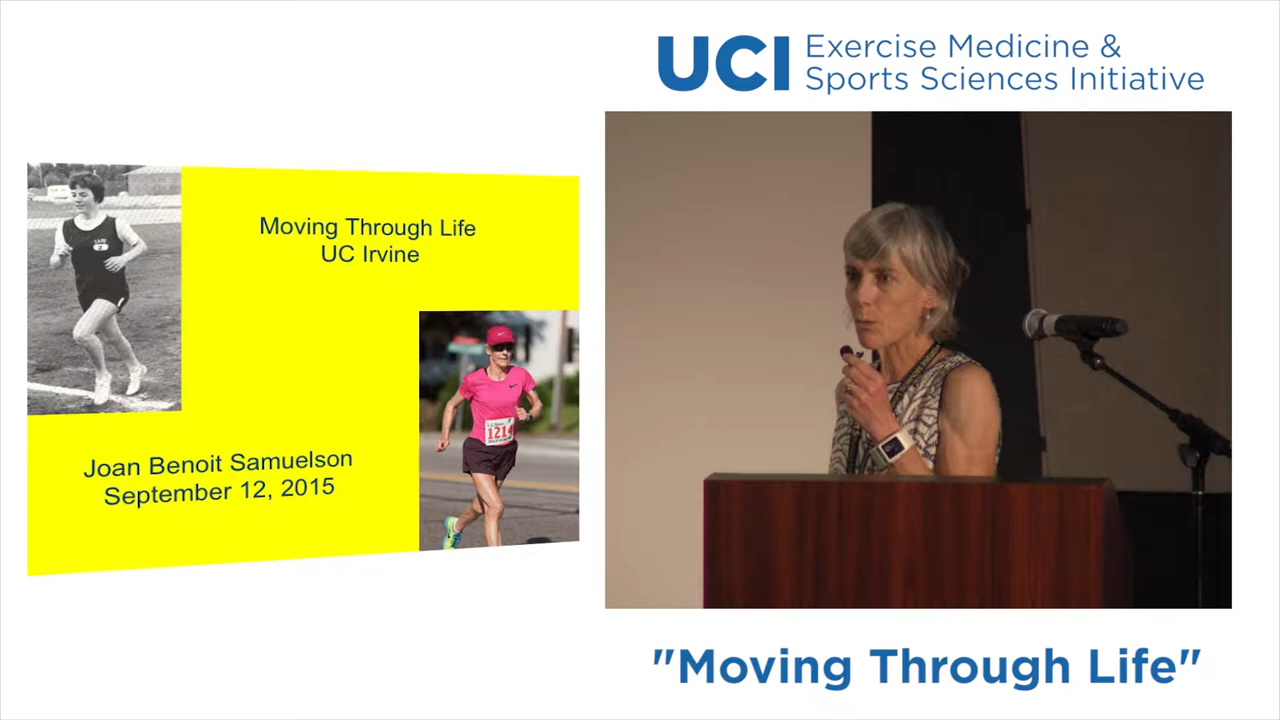 UCI
Exercise Medicine &
Sports Sciences Initiative
Moving Through Life
UC Irvine
Joan Benoit Samuelson
September 12, 2015
1214
"Moving Through Life"